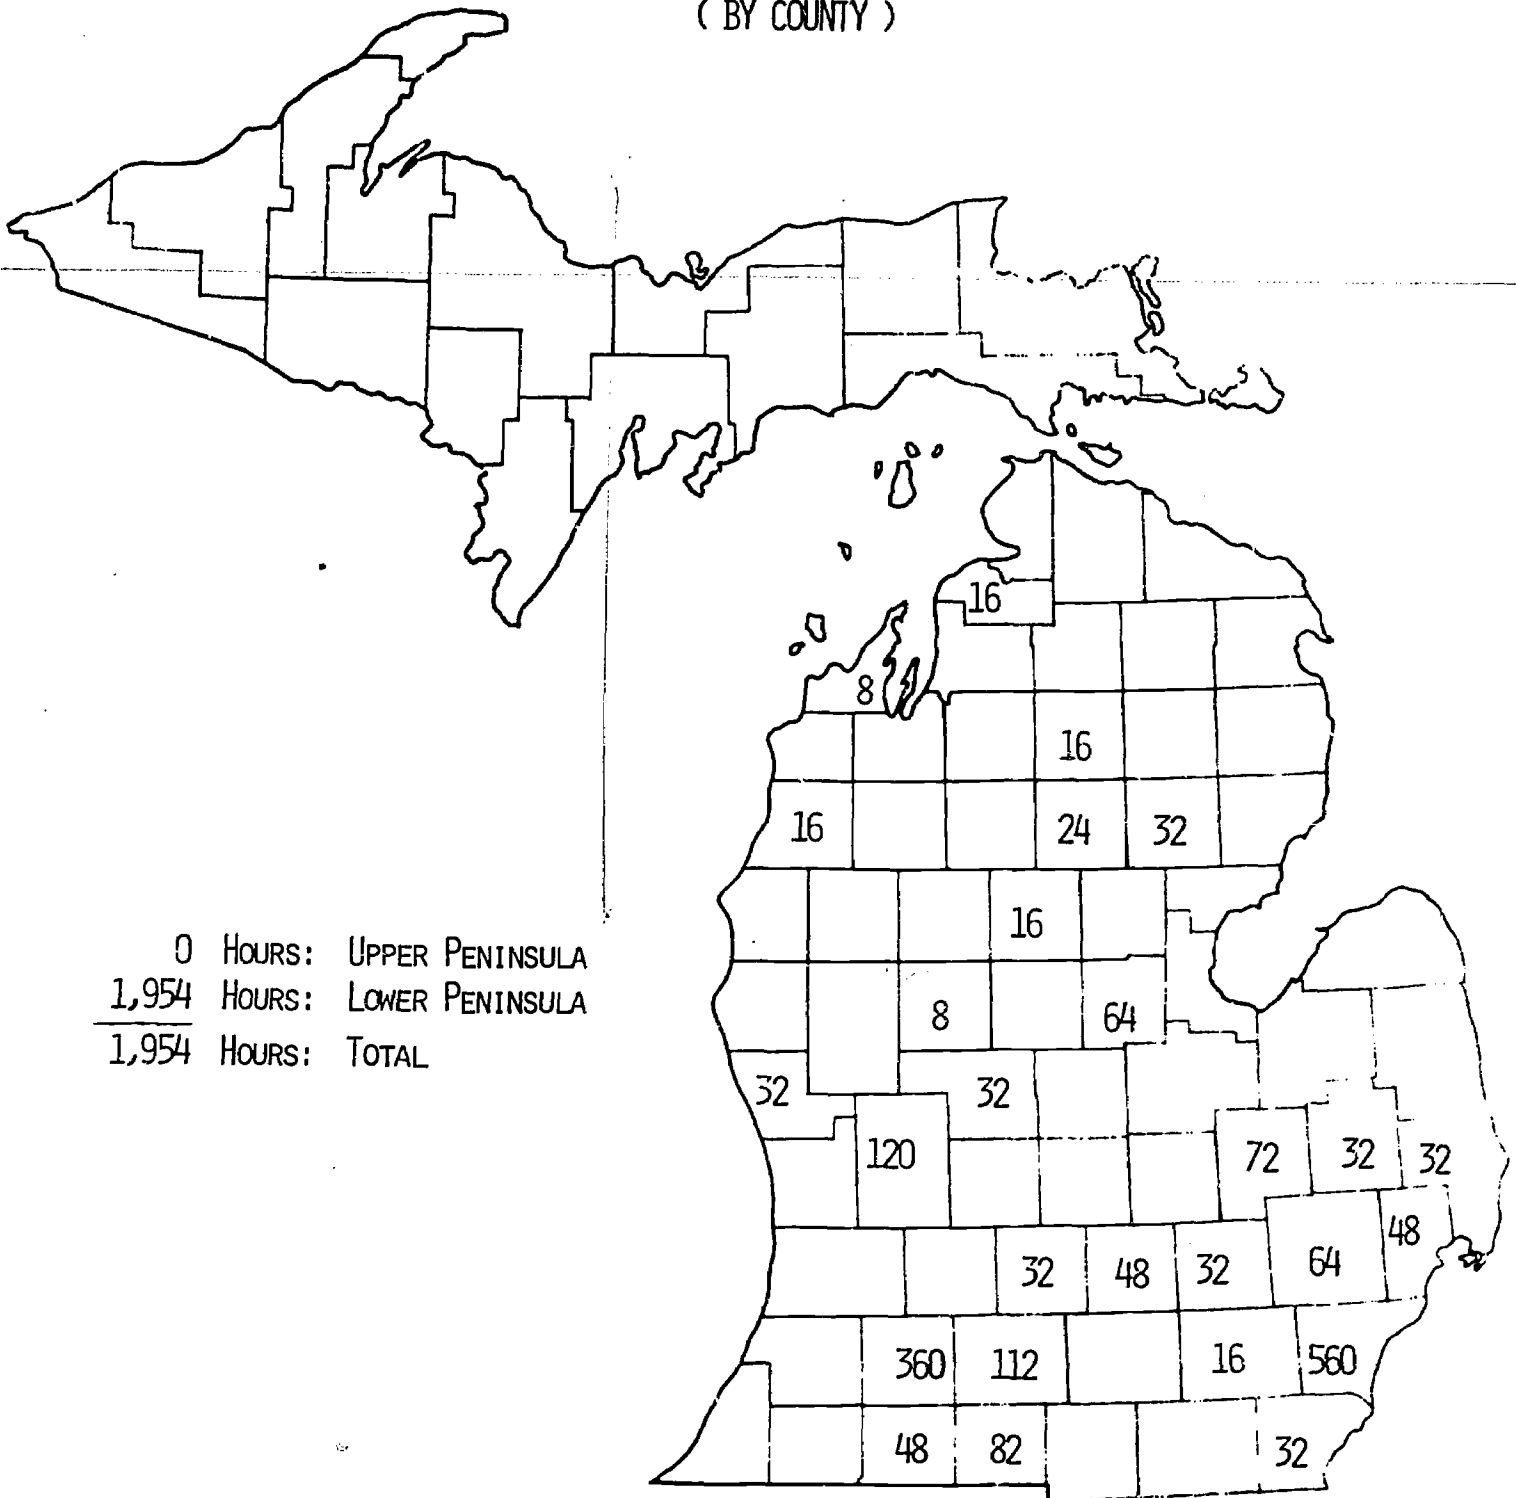 ( BY COUNTY )
16
8
16
16
24 32
16
0 HOURS: UPPER PENINSULA
1,954 HOURS: LOWER PENINSULA
1,954 HOURS: TOTAL
8 64
32 32
120 72 32 32
48
32 48 32 64
360 112 16 560
48 82 32